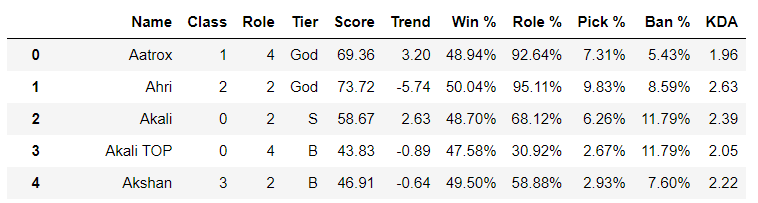 Name Class Role Tier Score Trend Win % Role % Pick % Ban % KDA
0 Aatrox 1 4 God 69.36 3.20 48.94% 92.64% 7.31% 5.43% 1.96
1 Ahri 2 2 God 73.72 -5.74 50.04% 95.11% 9.83% 8.59% 2.63
2 Akali 0 2 S 58.67 2.63 48.70% 68.12% 6.26% 11.79% 2.39
3 Akali TOP 0 4 B 43.83 -0.89 47.58% 30.92% 2.67% 11.79% 2.05
4 Akshan 3 2 B 46.91 -0.64 49.50% 58.88% 2.93% 7.60% 2.22